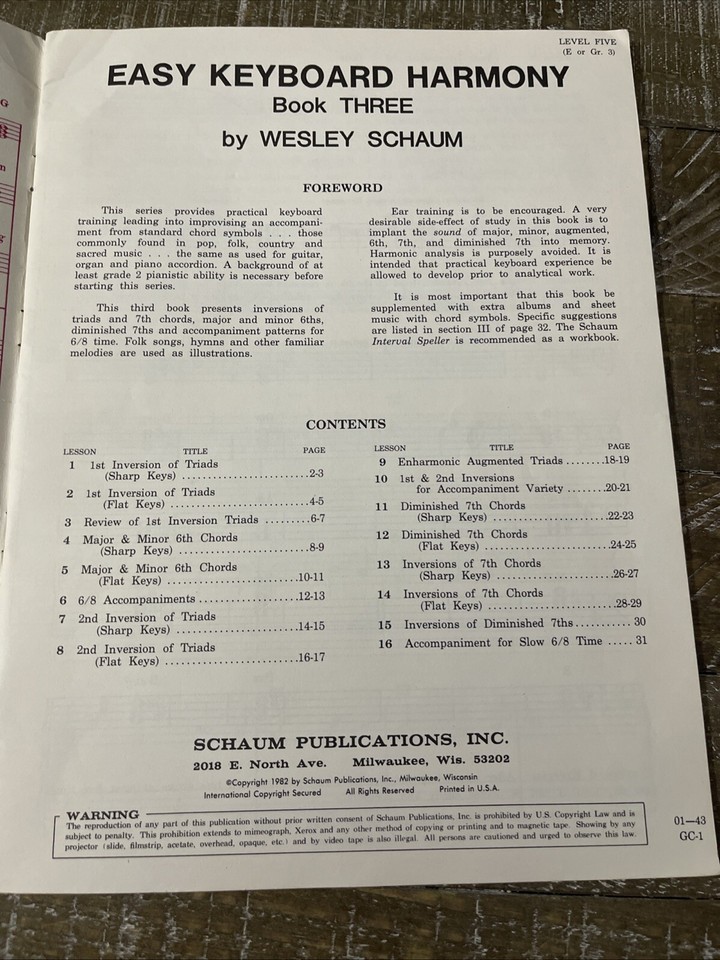 G
LEVEL FIVE
(E or Gr. 3)
EASY KEYBOARD HARMONY
Book THREE
by WESLEY SCHAUM
FOREWORD
This series provides practical keyboard
training leading into improvising an accompani-
ment from standard chord symbols . . . those
commonly found in pop, folk, country and
sacred music . . . the same as used for guitar,
organ and piano accordion. A background of at
least grade 2 pianistic ability is necessary before
starting this series.
This third book presents inversions of
triads and 7th chords, major and minor 6ths,
diminished 7ths and accompaniment patterns for
6/8 time. Folk songs, hymns and other familiar
melodies are used as illustrations.
Ear training is to be encouraged. A very
desirable side-effect of study in this book is to
implant the sound of major, minor, augmented,
6th, 7th, and diminished 7th into memory.
Harmonic analysis is purposely avoided. It is
intended that practical keyboard experience be
allowed to develop prior to analytical work.
It is most important that this book be
supplemented with extra albums and sheet
music with chord symbols. Specific suggestions
are listed in section III of page 32. The Schaum
Interval Speller is recommended as a workbook.
CONTENTS
LESSON TITLE PAGE
1 1st Inversion of Triads
(Sharp Keys) ........................2-3
2 1st Inversion of Triads
(Flat Keys) ..........................4-5
3 Review of 1st Inversion Triads .........6-7
4 Major & Minor 6th Chords
(Sharp Keys) ........................8-9
5 Major & Minor 6th Chords
(Flat Keys) ........................10-11
6 6/8 Accompaniments ..................12-13
7 2nd Inversion of Triads
(Sharp Keys) ......................14-15
8 2nd Inversion of Triads
(Flat Keys) ........................16-17
LESSON TITLE PAGE
9 Enharmonic Augmented Triads ........18-19
10 1st & 2nd Inversions
for Accompaniment Variety ........20-21
11 Diminished 7th Chords
(Sharp Keys) ......................22-23
12 Diminished 7th Chords
(Flat Keys) ........................24-25
13 Inversions of 7th Chords
(Sharp Keys) ......................26-27
14 Inversions of 7th Chords
(Flat Keys) ........................28-29
15 Inversions of Diminished 7ths........... 30
16 Accompaniment for Slow 6/8 Time ..... 31
SCHAUM PUBLICATIONS, INC.
2018 E. North Ave. Milwaukee, Wis. 53202
©Copyright 1982 by Schaum Publications, Inc., Milwaukee, Wisconsin
International Copyright Secured All Rights Reserved Printed in U.S.A.
WARNING
The reproduction of any part of this publication without prior written consent of Schaum Publications, Inc. is prohibited by U.S. Copyright Law and is
subject to penalty. This prohibition extends to mimeograph, Xerox and any other method of copying or printing and to magnetic tape. Showing by any
projector (slide, filmstrip, acetate, overhead, opaque, etc.) and by video tape is also illegal. All persons are cautioned and urged to observe this law.
01—43
GC-1